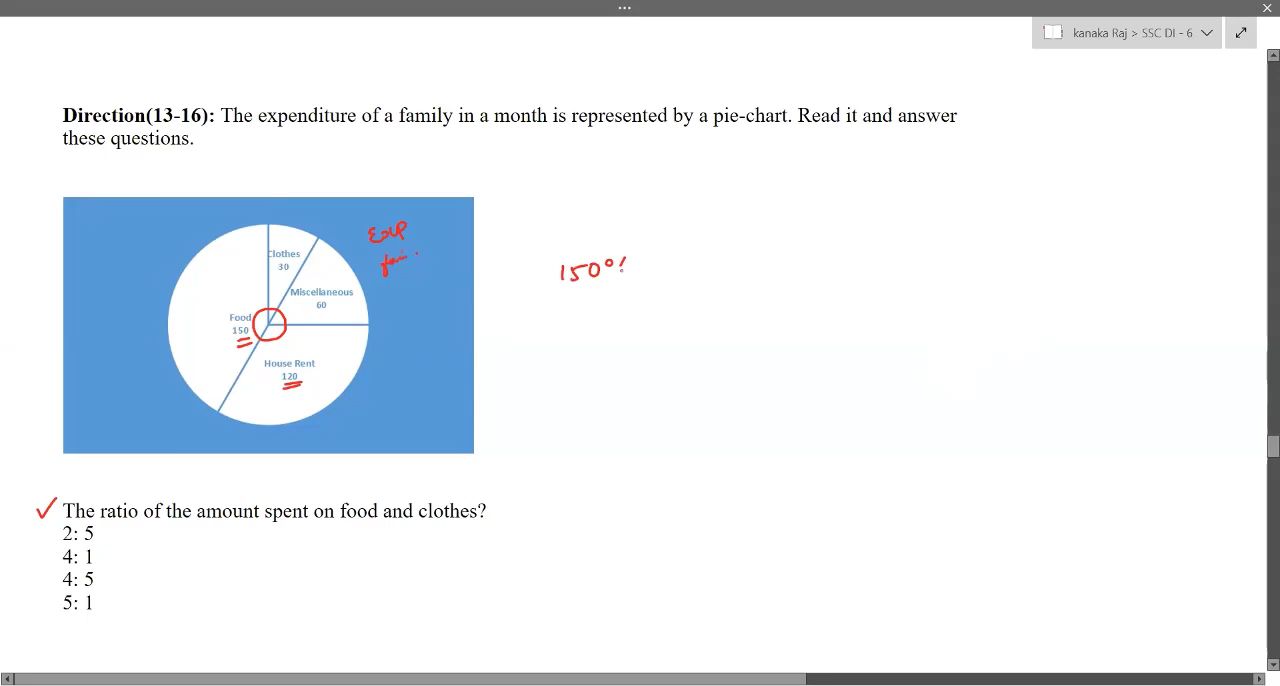 kanaka Raj > SSC DI - 6
Direction(13-16): The expenditure of a family in a month is represented by a pie-chart. Read it and answer
these questions.
Clothes
30
Miscellaneous
60
Food
150
House Rent
120
150°:
The ratio of the amount spent on food and clothes?
2: 5
4: 1
4: 5
5: 1